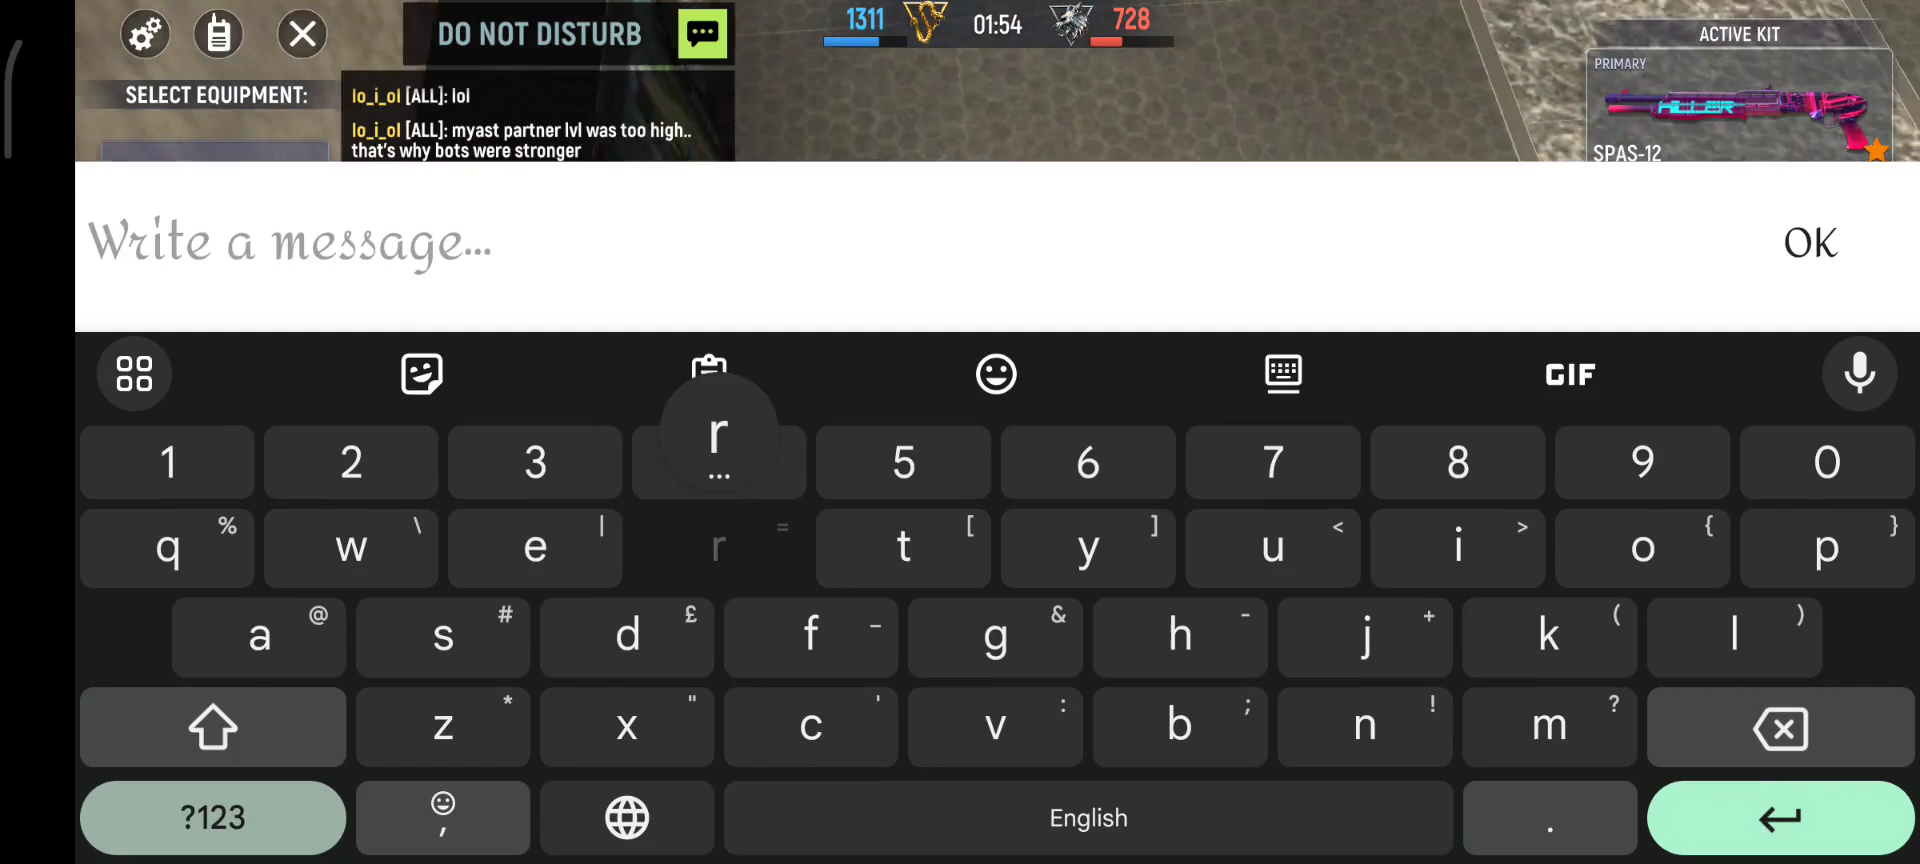 DO NOT DISTURB
1311 01:54 728
ACTIVE KIT
PRIMARY
SELECT EQUIPMENT:
lo_i_ol [ALL]: lol
lo_i_ol [ALL]: myast partner lvl was too high..
that's why bots were stronger
SPAS-12
Write a message...
OK
GIF
r
...
1 2 3 5 6 7 8 9 0
q % w \ e | r = t [ y ] u < i > o { p }
a @ s # d £ f _ g & h - j + k ( l )
z * x " c ' v : b ; n ! m ?
?123 , English .